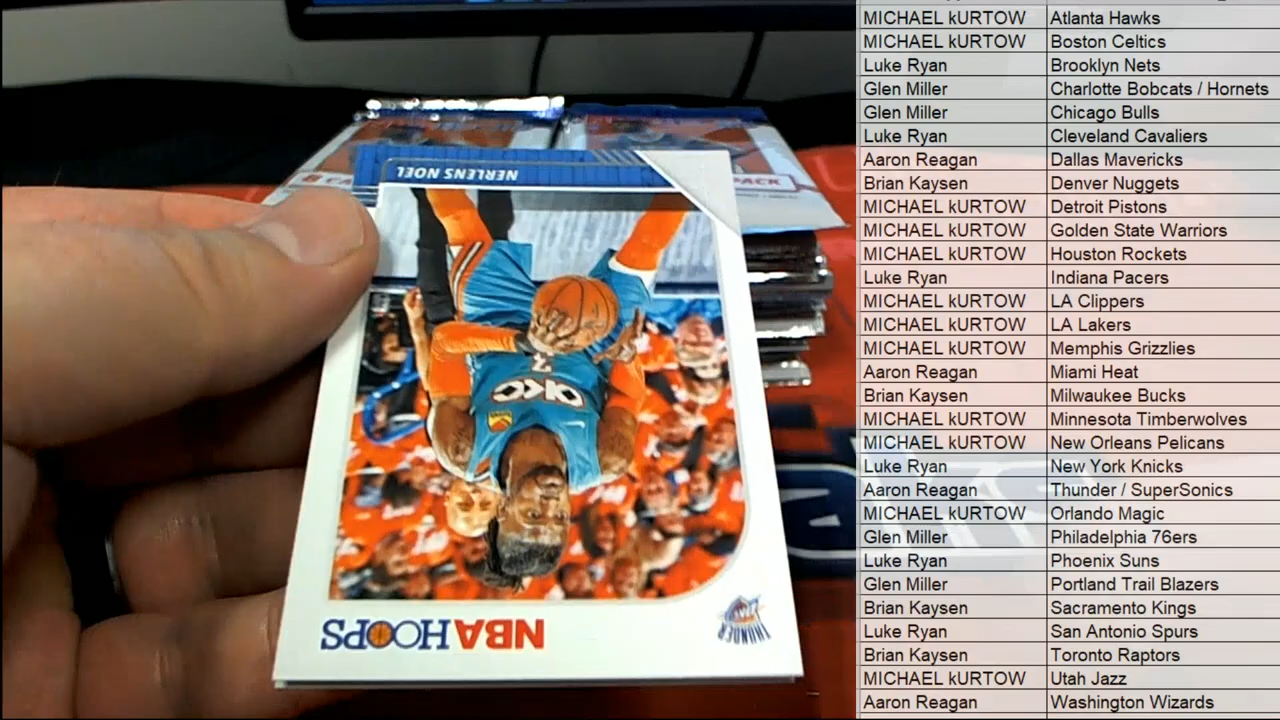 NERLENS NOEL
PACK
3
OKC
NBA HOOPS
THUNDER
MICHAEL kURTOW Atlanta Hawks
MICHAEL kURTOW Boston Celtics
Luke Ryan Brooklyn Nets
Glen Miller Charlotte Bobcats / Hornets
Glen Miller Chicago Bulls
Luke Ryan Cleveland Cavaliers
Aaron Reagan Dallas Mavericks
Brian Kaysen Denver Nuggets
MICHAEL kURTOW Detroit Pistons
MICHAEL kURTOW Golden State Warriors
MICHAEL kURTOW Houston Rockets
Luke Ryan Indiana Pacers
MICHAEL kURTOW LA Clippers
MICHAEL kURTOW LA Lakers
MICHAEL kURTOW Memphis Grizzlies
Aaron Reagan Miami Heat
Brian Kaysen Milwaukee Bucks
MICHAEL kURTOW Minnesota Timberwolves
MICHAEL kURTOW New Orleans Pelicans
Luke Ryan New York Knicks
Aaron Reagan Thunder / SuperSonics
MICHAEL kURTOW Orlando Magic
Glen Miller Philadelphia 76ers
Luke Ryan Phoenix Suns
Glen Miller Portland Trail Blazers
Brian Kaysen Sacramento Kings
Luke Ryan San Antonio Spurs
Brian Kaysen Toronto Raptors
MICHAEL kURTOW Utah Jazz
Aaron Reagan Washington Wizards